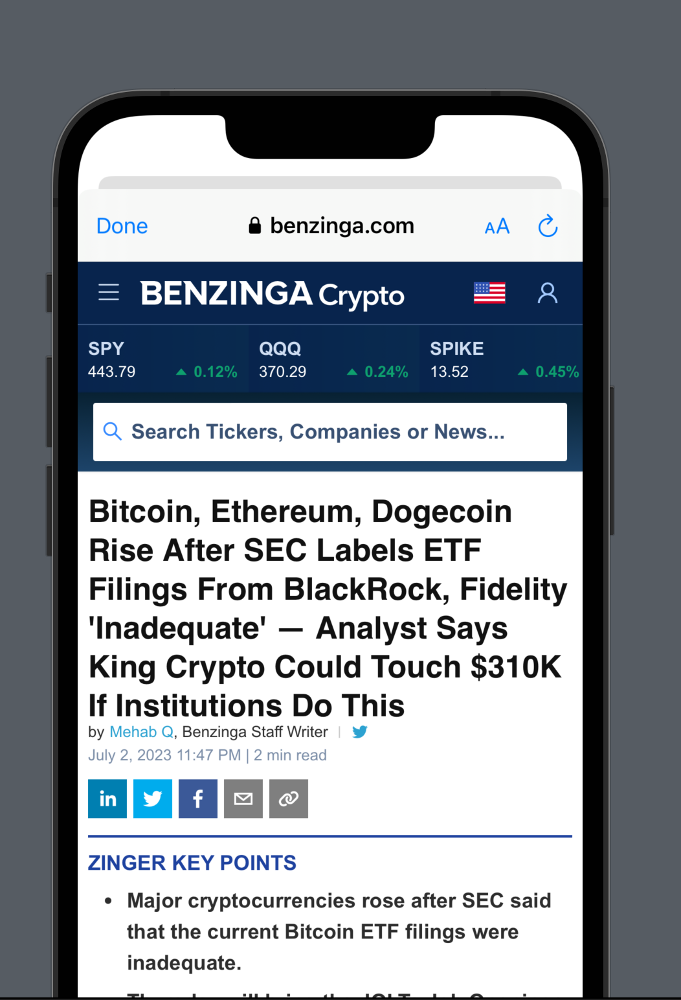 Done
benzinga.com
AA
BENZINGA Crypto
SPY
443.79
0.12%
QQQ
370.29
0.24%
SPIKE
13.52
0.45%
Search Tickers, Companies or News...
Bitcoin, Ethereum, Dogecoin
Rise After SEC Labels ETF
Filings From BlackRock, Fidelity
'Inadequate' — Analyst Says
King Crypto Could Touch $310K
If Institutions Do This
by Mehab Q, Benzinga Staff Writer |
July 2, 2023 11:47 PM | 2 min read
in
f
ZINGER KEY POINTS
• Major cryptocurrencies rose after SEC said
that the current Bitcoin ETF filings were
inadequate.